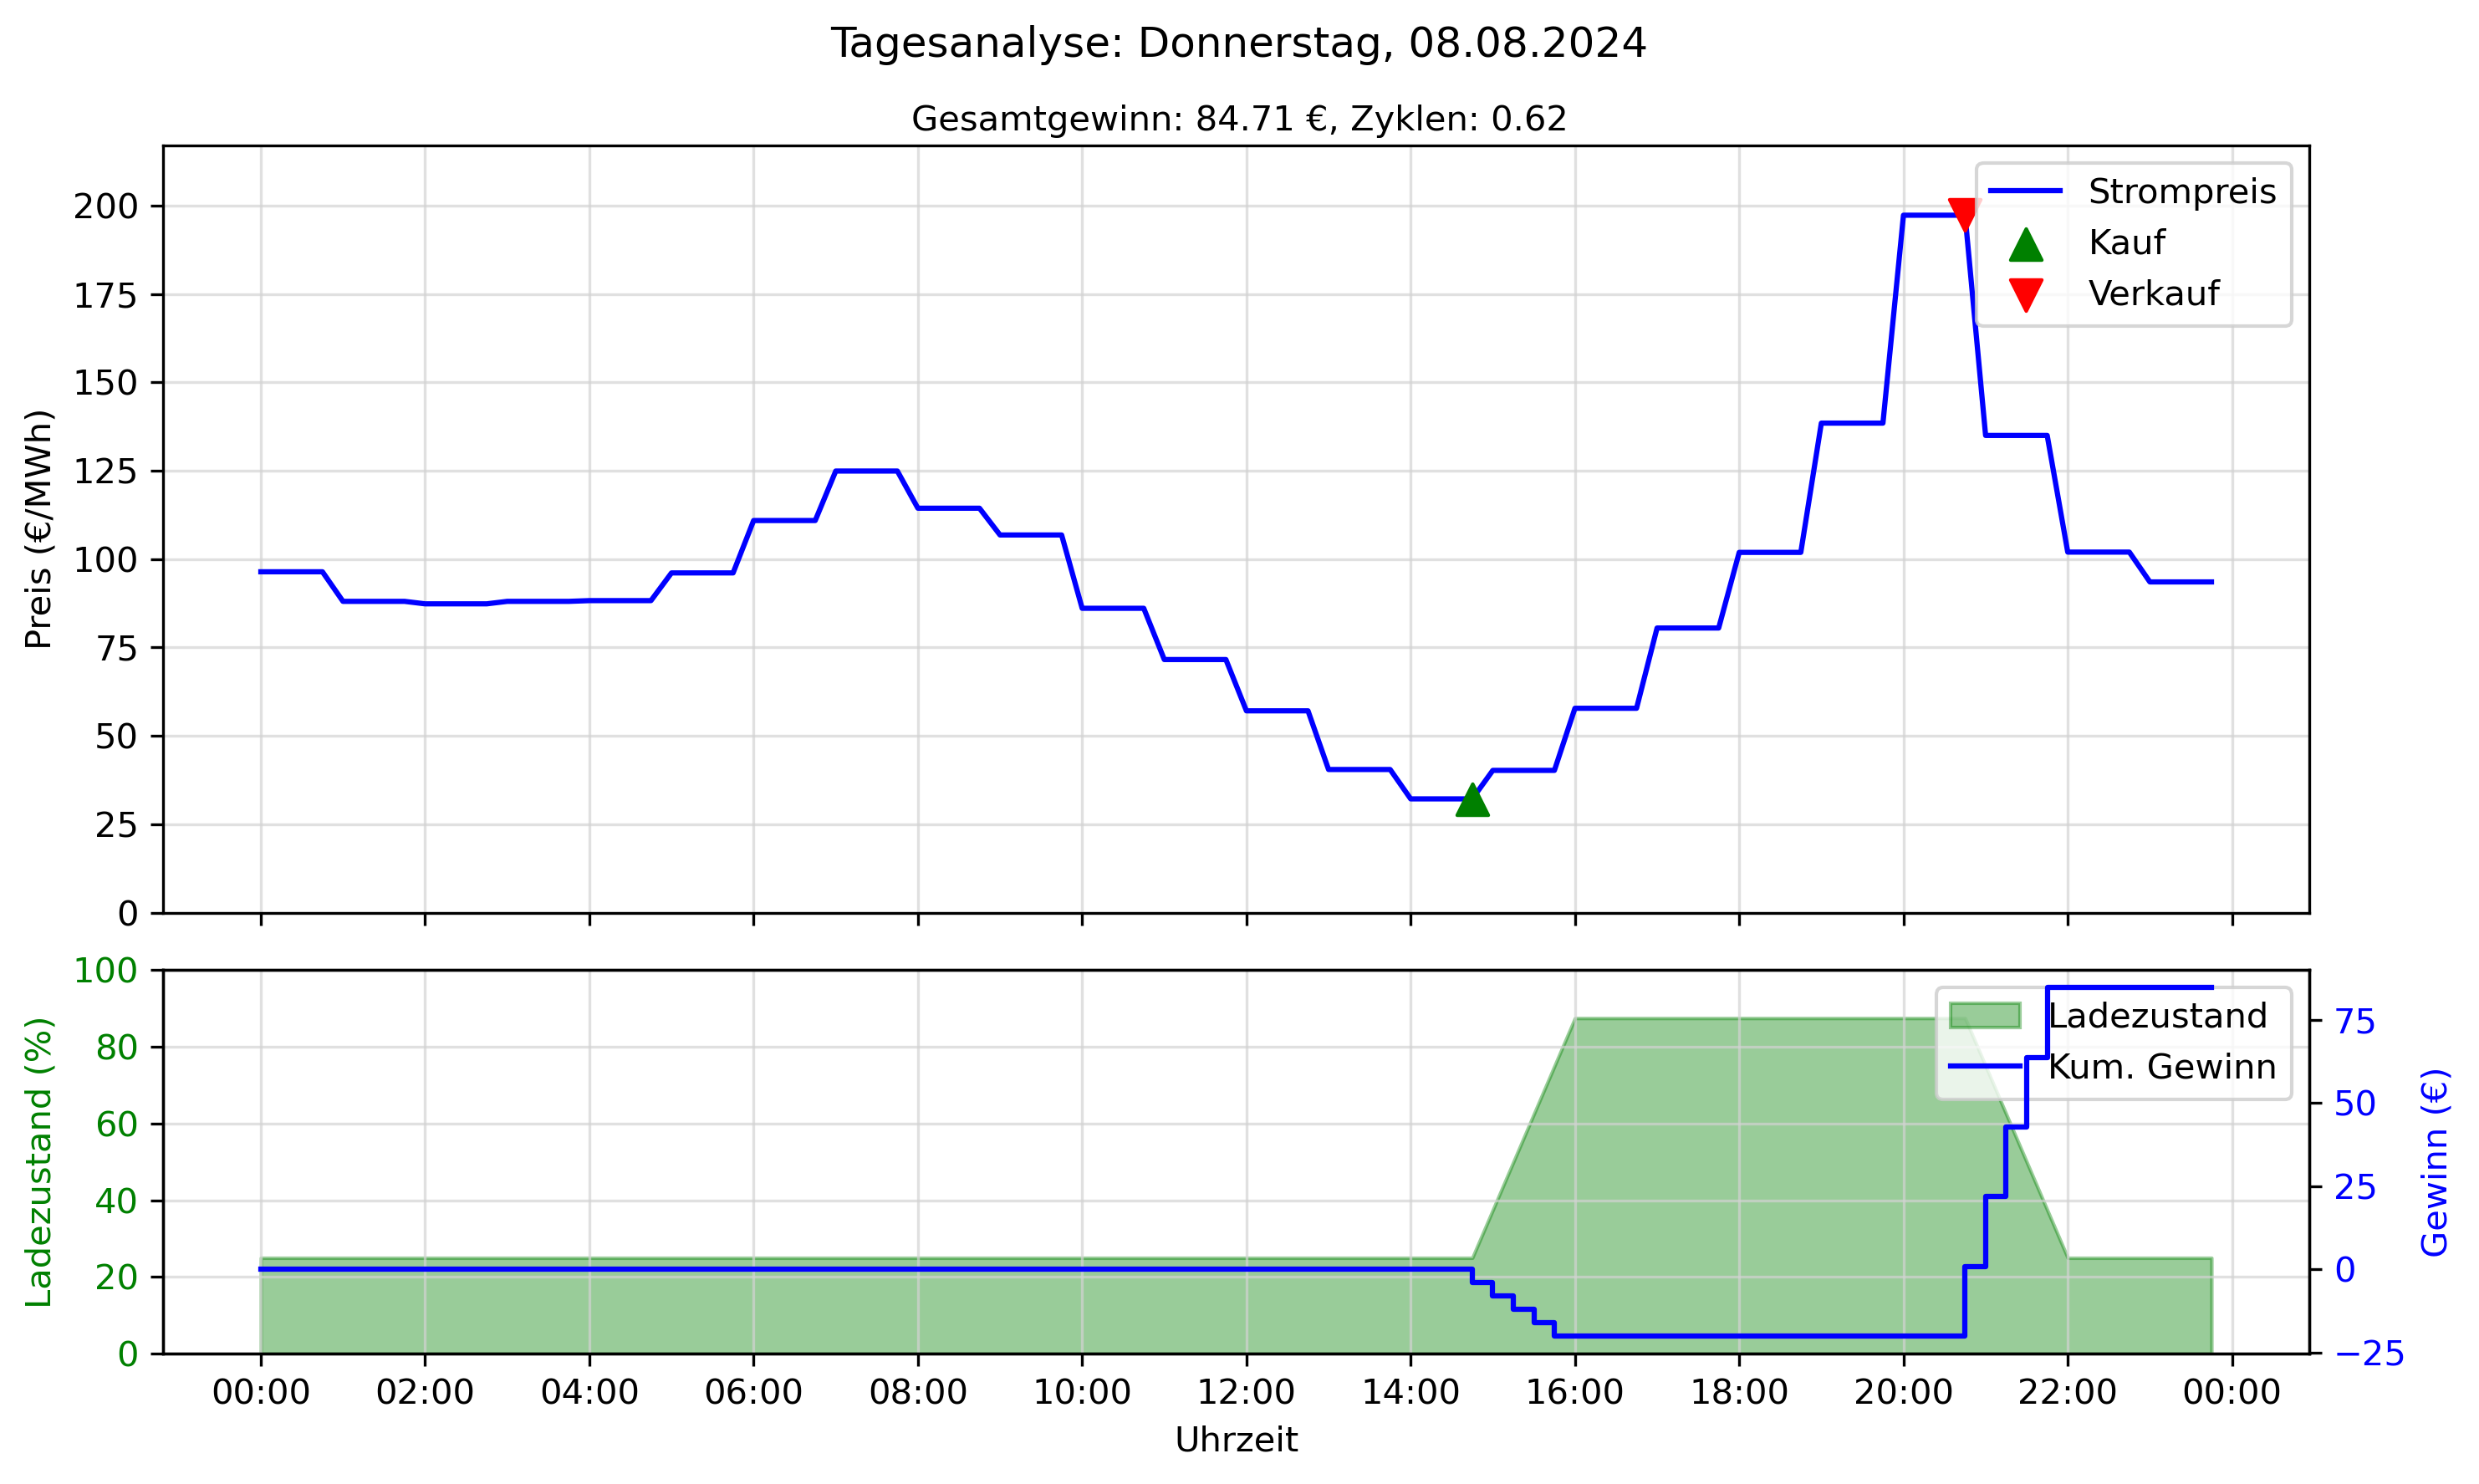 Tagesanalyse: Donnerstag, 08.08.2024
Gesamtgewinn: 84.71 €, Zyklen: 0.62
Preis (€/MWh)
200
175
150
125
100
75
50
25
0
Strompreis
Kauf
Verkauf
Ladezustand (%)
100
80
60
40
20
0
Ladezustand
Kum. Gewinn
75
50
25
0
−25
Gewinn (€)
00:00 02:00 04:00 06:00 08:00 10:00 12:00 14:00 16:00 18:00 20:00 22:00 00:00
Uhrzeit